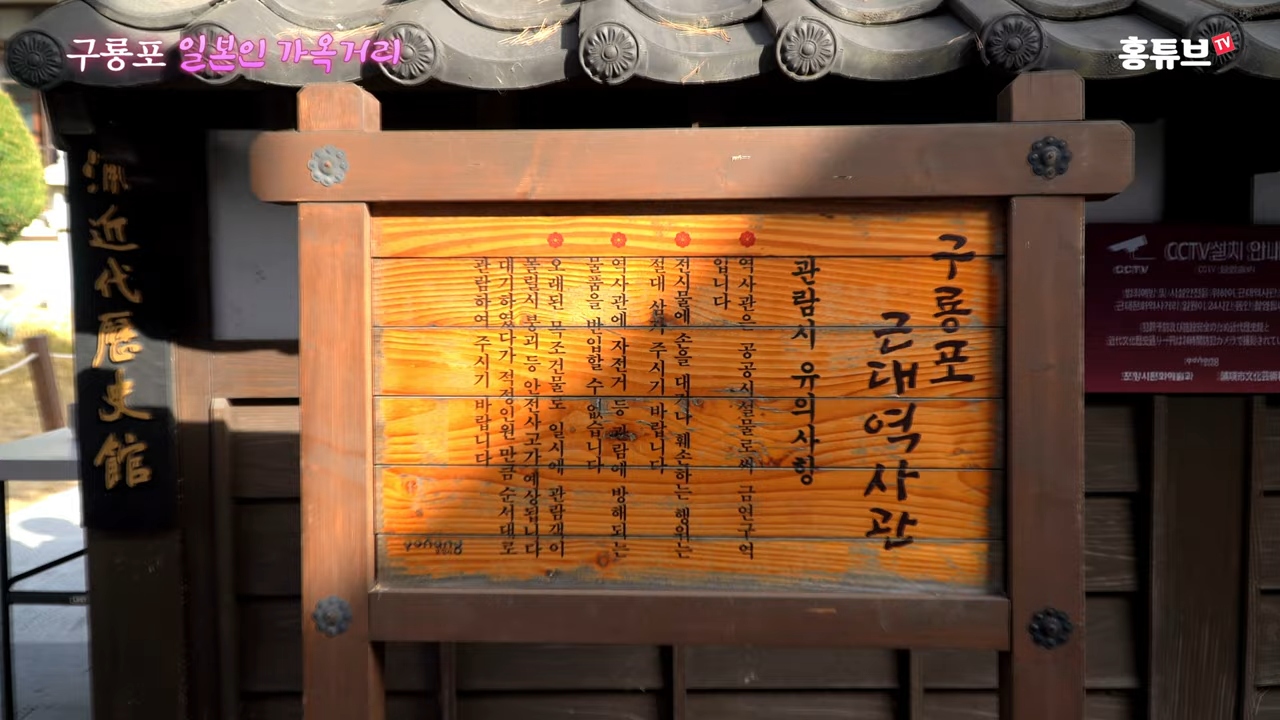 구룡포 일본인 가옥거리
홍튜브TV
구룡포
근대역사관
관람시 유의사항
역사관은 공공시설물로써 금연구역
입니다
전시물에 손을 대거나 훼손하는 행위는
절대 삼가 주시기 바랍니다
역사관에 자전거 등 관람에 방해되는
물품을 반입할 수 없습니다
오래된 목조건물로 일시에 관람객이
몰릴시 붕괴 등 안전사고가 예상됩니다
대기하였다가 적정인원 만큼 순서대로
관람하여 주시기 바랍니다
近代歷史館
CCTV설치 안내
CCTV